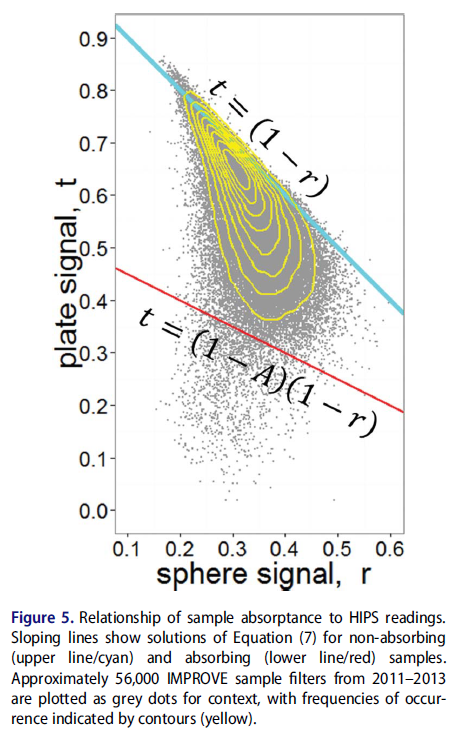 0.9
0.8
0.7
0.6
0.5
0.4
0.3
0.2
0.1
0.0
plate signal, t
t = (1 − r)
t = (1 − A)(1 − r)
0.1 0.2 0.3 0.4 0.5 0.6
sphere signal, r
Figure 5. Relationship of sample absorptance to HIPS readings.
Sloping lines show solutions of Equation (7) for non-absorbing
(upper line/cyan) and absorbing (lower line/red) samples.
Approximately 56,000 IMPROVE sample filters from 2011–2013
are plotted as grey dots for context, with frequencies of occur-
rence indicated by contours (yellow).